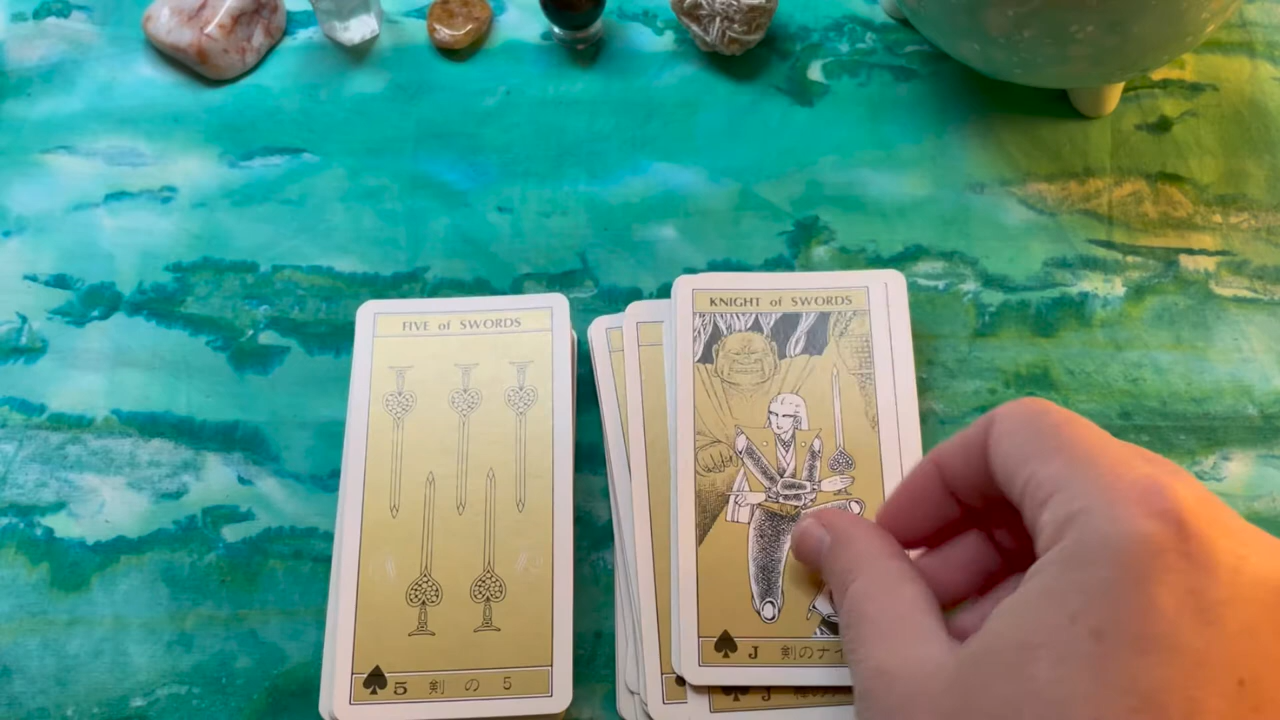 FIVE of SWORDS
5 剣 の 5
KNIGHT of SWORDS
J 剣のナイ
J